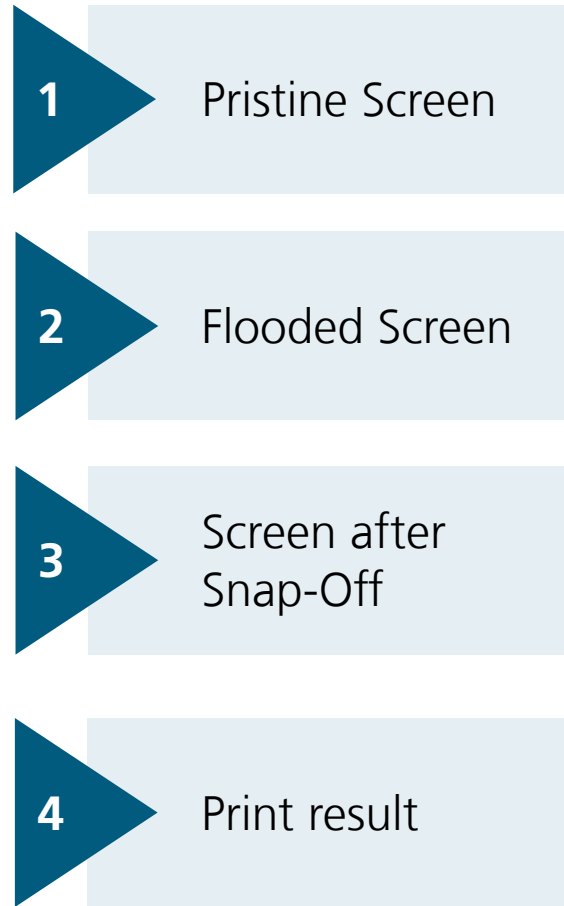 1
Pristine Screen
2
Flooded Screen
3
Screen after
Snap-Off
4
Print result